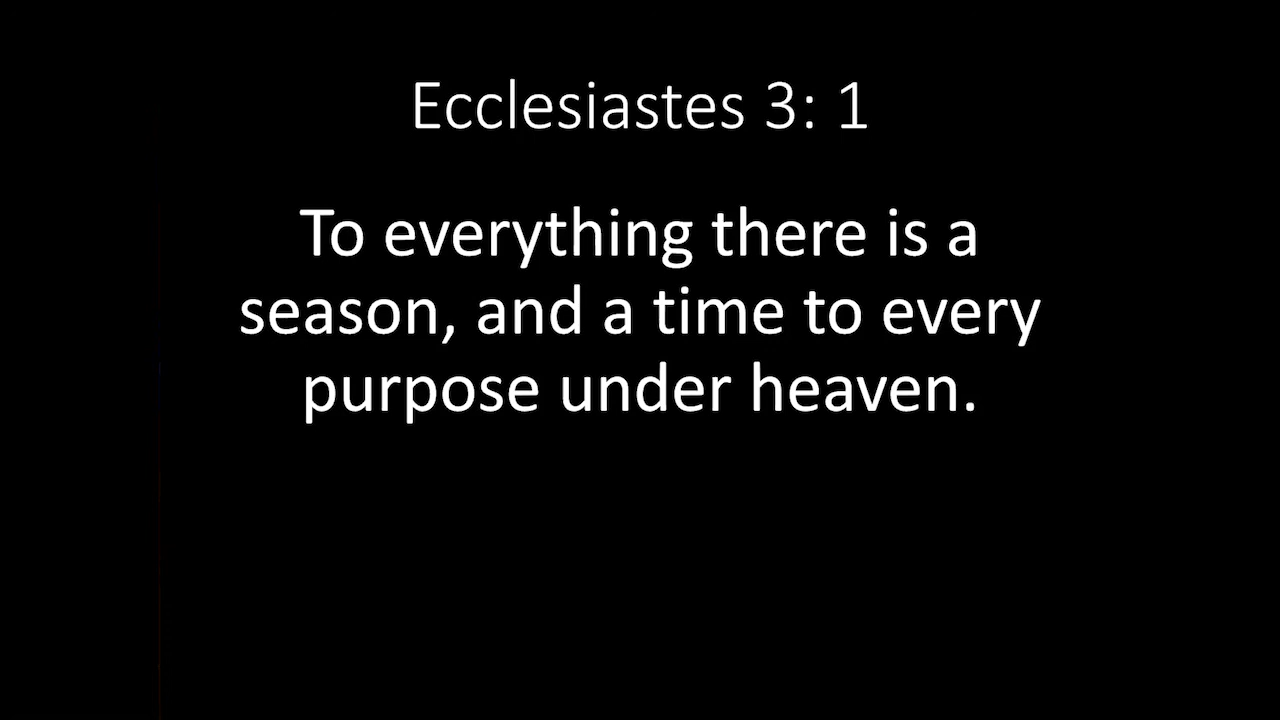 Ecclesiastes 3: 1
To everything there is a
season, and a time to every
purpose under heaven.